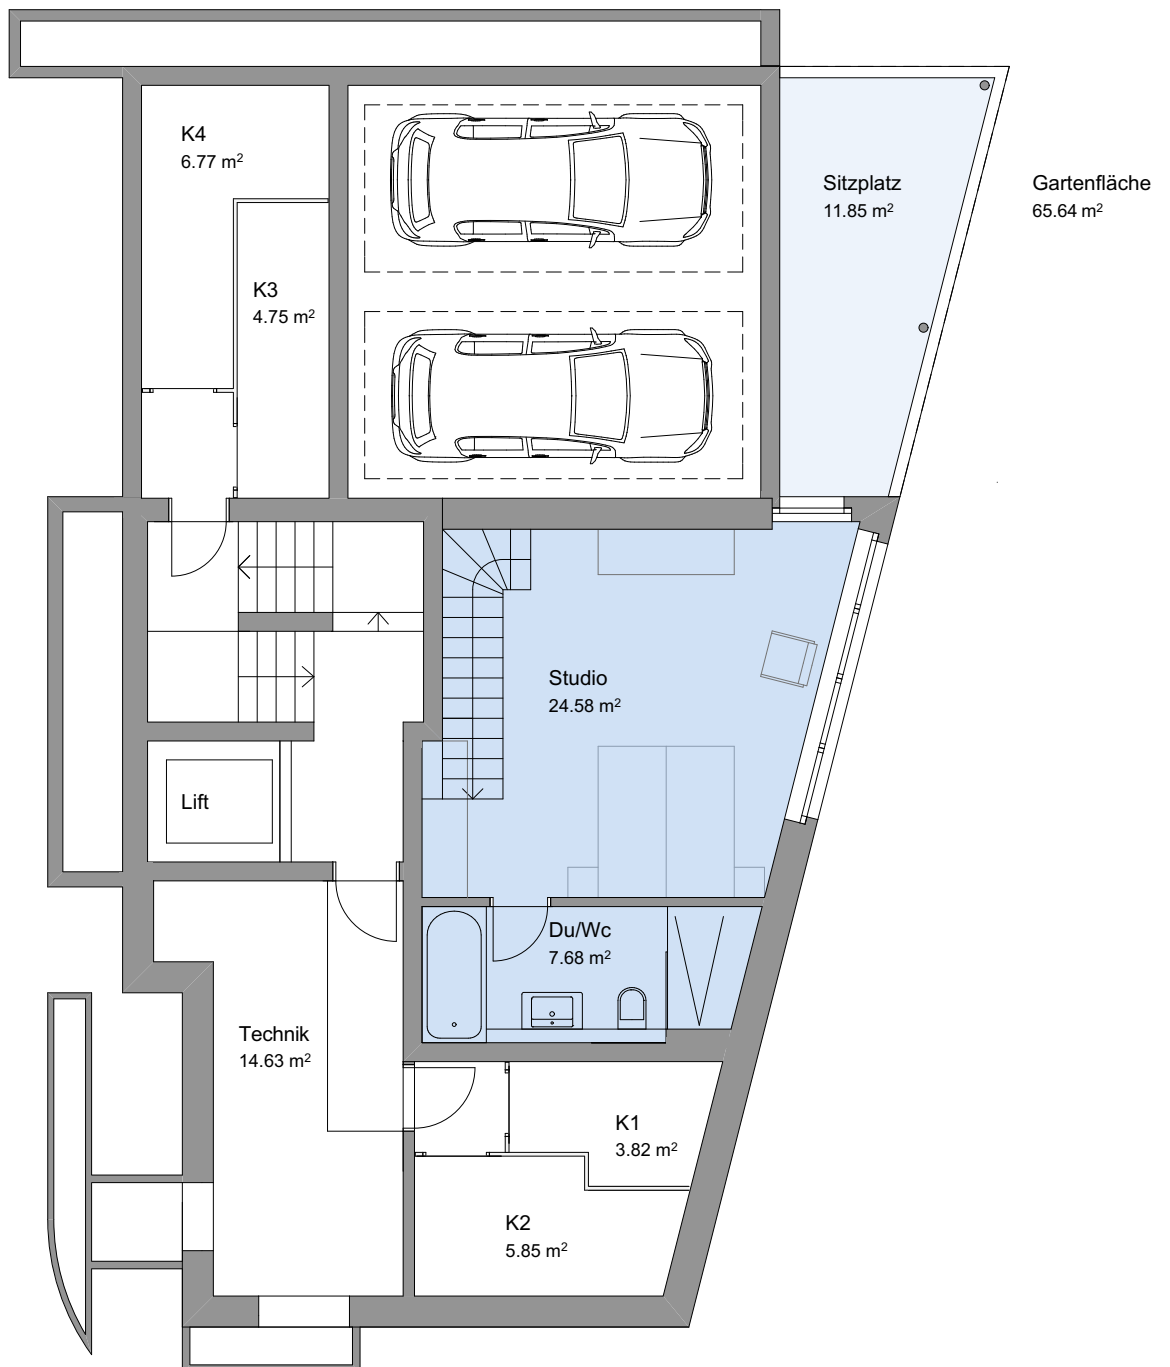 K4
6.77 m²
Sitzplatz
11.85 m²
Gartenfläche
65.64 m²
K3
4.75 m²
Studio
24.58 m²
Lift
Du/Wc
7.68 m²
Technik
14.63 m²
K1
3.82 m²
K2
5.85 m²